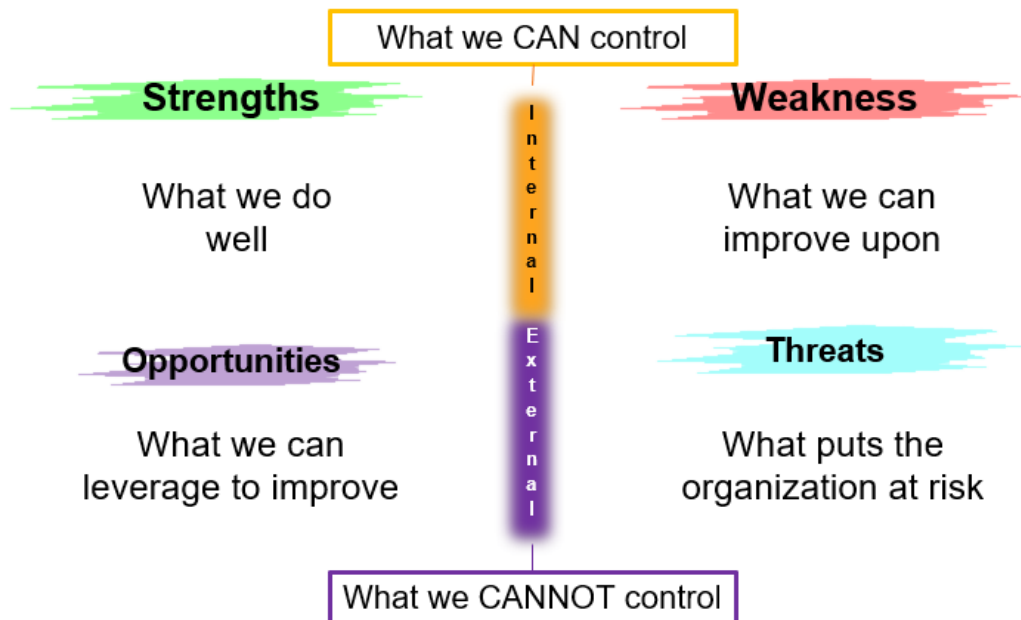 What we CAN control
Strengths
Weakness
What we do
well
What we can
improve upon
Internal
Opportunities
Threats
What we can
leverage to improve
What puts the
organization at risk
External
What we CANNOT control